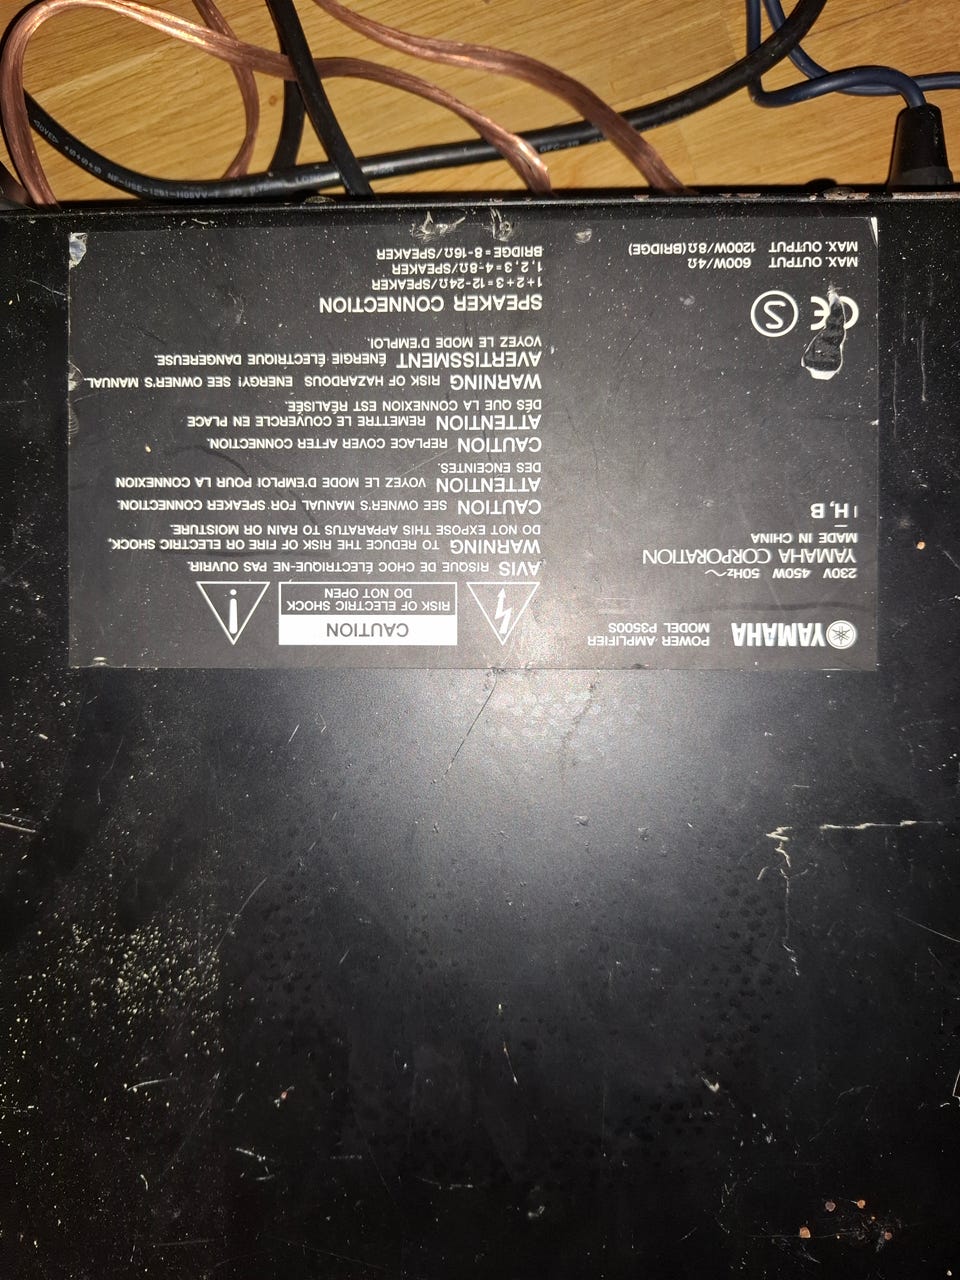 YAMAHA
POWER AMPLIFIER
MODEL P3500S
230V 450W 50Hz～
YAMAHA CORPORATION
MADE IN CHINA
H, B
CE
MAX. OUTPUT 600W/4Ω
MAX. OUTPUT 1200W/8Ω(BRIDGE)
CAUTION
RISK OF ELECTRIC SHOCK
DO NOT OPEN
AVIS RISQUE DE CHOC ÉLECTRIQUE-NE PAS OUVRIR.
WARNING TO REDUCE THE RISK OF FIRE OR ELECTRIC SHOCK,
DO NOT EXPOSE THIS APPARATUS TO RAIN OR MOISTURE.
CAUTION SEE OWNER'S MANUAL FOR SPEAKER CONNECTION.
ATTENTION VOYEZ LE MODE D'EMPLOI POUR LA CONNEXION
DES ENCEINTES.
CAUTION REPLACE COVER AFTER CONNECTION.
ATTENTION REMETTRE LE COUVERCLE EN PLACE
DÈS QUE LA CONNEXION EST RÉALISÉE.
WARNING RISK OF HAZARDOUS ENERGY! SEE OWNER'S MANUAL
AVERTISSMENT ÉNERGIE ÉLECTRIQUE DANGEREUSE.
VOYEZ LE MODE D'EMPLOI.
SPEAKER CONNECTION
1+2+3=12-24Ω/SPEAKER
1, 2, 3=4-8Ω/SPEAKER
BRIDGE=8-16Ω/SPEAKER